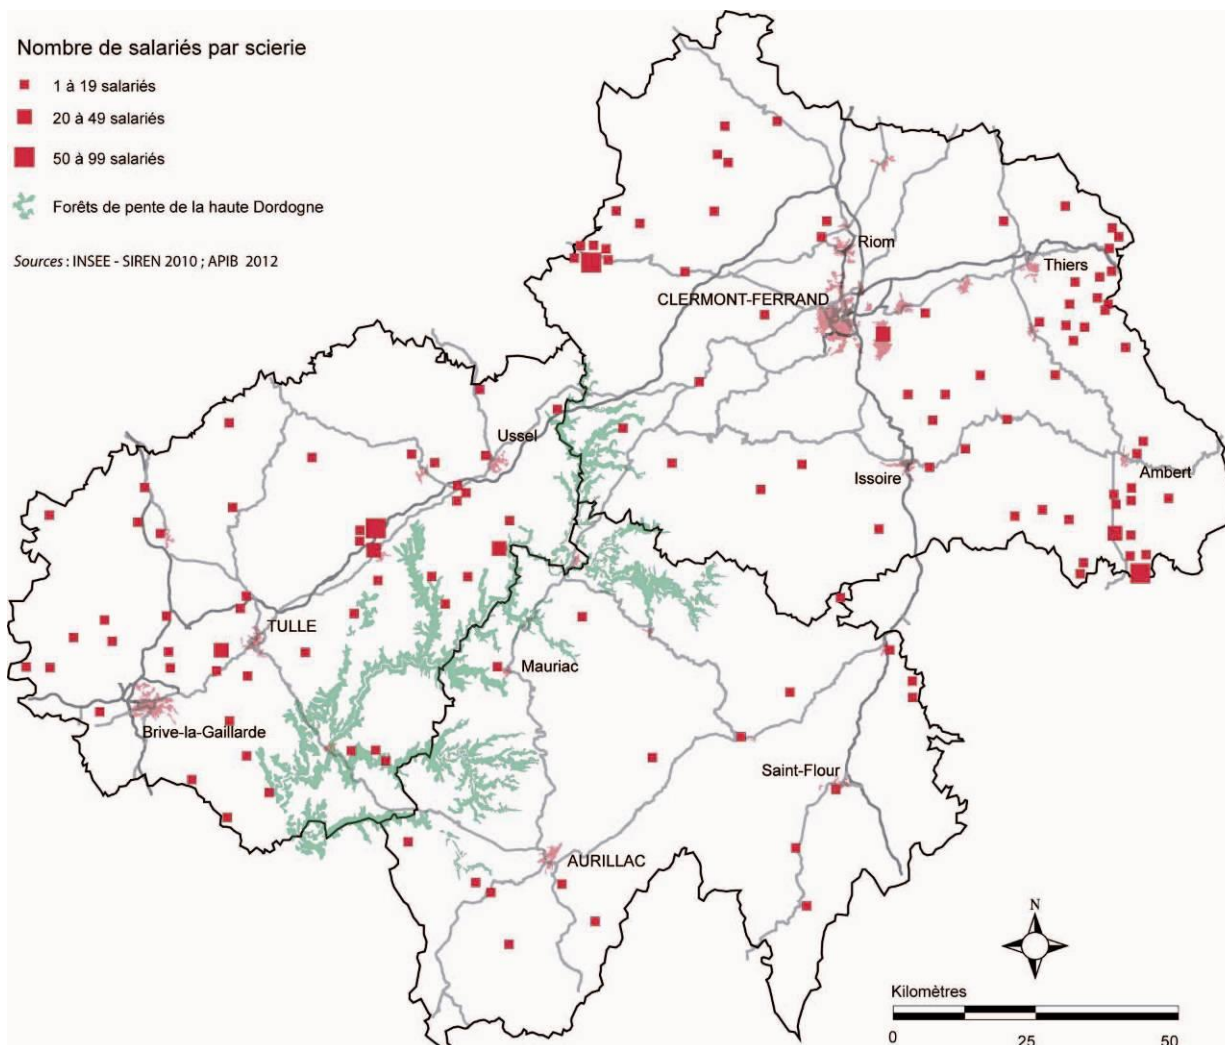 Nombre de salariés par scierie
1 à 19 salariés
20 à 49 salariés
50 à 99 salariés
Forêts de pente de la haute Dordogne
Sources : INSEE - SIREN 2010 ; APIB 2012
Riom
Thiers
CLERMONT-FERRAND
Ussel
Issoire
Ambert
TULLE
Mauriac
Brive-la-Gaillarde
Saint-Flour
AURILLAC
N
Kilomètres
0 25 50